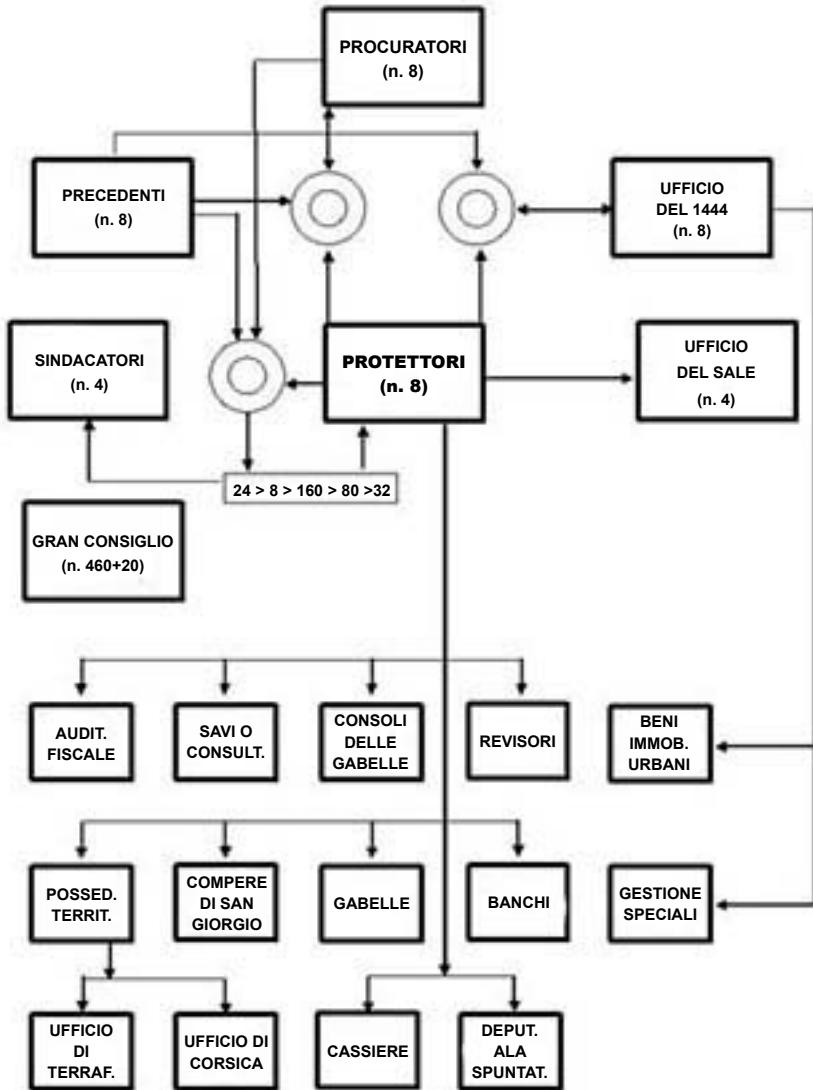 PROCURATORI
(n. 8)
PRECEDENTI
(n. 8)
UFFICIO
DEL 1444
(n. 8)
SINDACATORI
(n. 4)
PROTETTORI
(n. 8)
UFFICIO
DEL SALE
(n. 4)
24 > 8 > 160 > 80 >32
GRAN CONSIGLIO
(n. 460+20)
AUDIT.
FISCALE
SAVI O
CONSULT.
CONSOLI
DELLE
GABELLE
REVISORI
BENI
IMMOB.
URBANI
POSSED.
TERRIT.
COMPERE
DI SAN
GIORGIO
GABELLE
BANCHI
GESTIONE
SPECIALI
UFFICIO
DI
TERRAF.
UFFICIO DI
CORSICA
CASSIERE
DEPUT.
ALA
SPUNTAT.